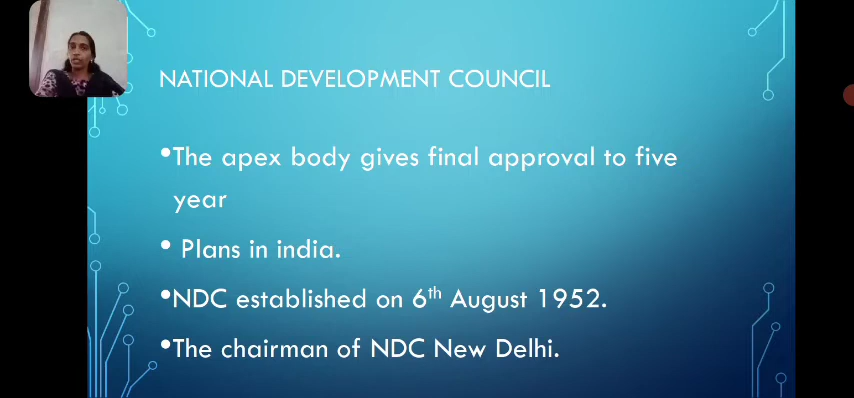 NATIONAL DEVELOPMENT COUNCIL
•The apex body gives final approval to five
year
• Plans in india.
•NDC established on 6th August 1952.
•The chairman of NDC New Delhi.